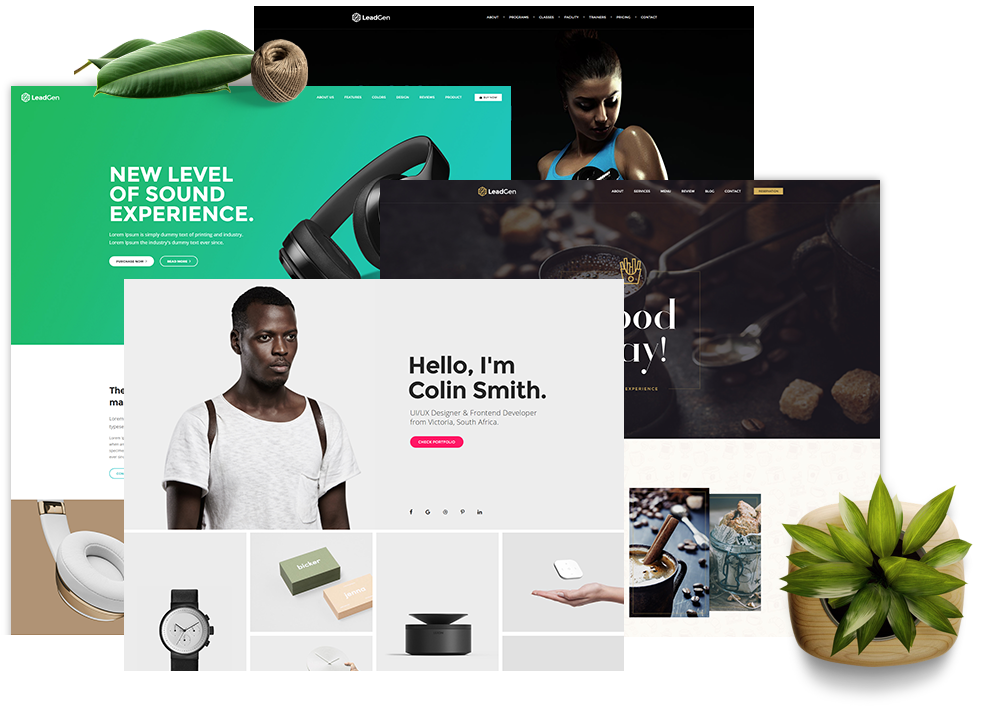 LeadGen
ABOUT PROGRAMS CLASSES FACILITY TRAINERS PRICING CONTACT
LeadGen
ABOUT US FEATURES COLORS DESIGN REVIEWS PRODUCT BUY NOW
NEW LEVEL
OF SOUND
EXPERIENCE.
Lorem Ipsum is simply dummy text of printing and industry.
Lorem Ipsum the industry's dummy text ever since.
PURCHASE NOW
READ MORE
LeadGen
ABOUT SERVICES MENU REVIEW BLOG CONTACT RESERVATION
ood
ay!
EXPERIENCE
Hello, I'm
Colin Smith.
UI/UX Designer & Frontend Developer
from Victoria, South Africa.
CHECK PORTFOLIO
The
ma
Lorem
bicker
jenna